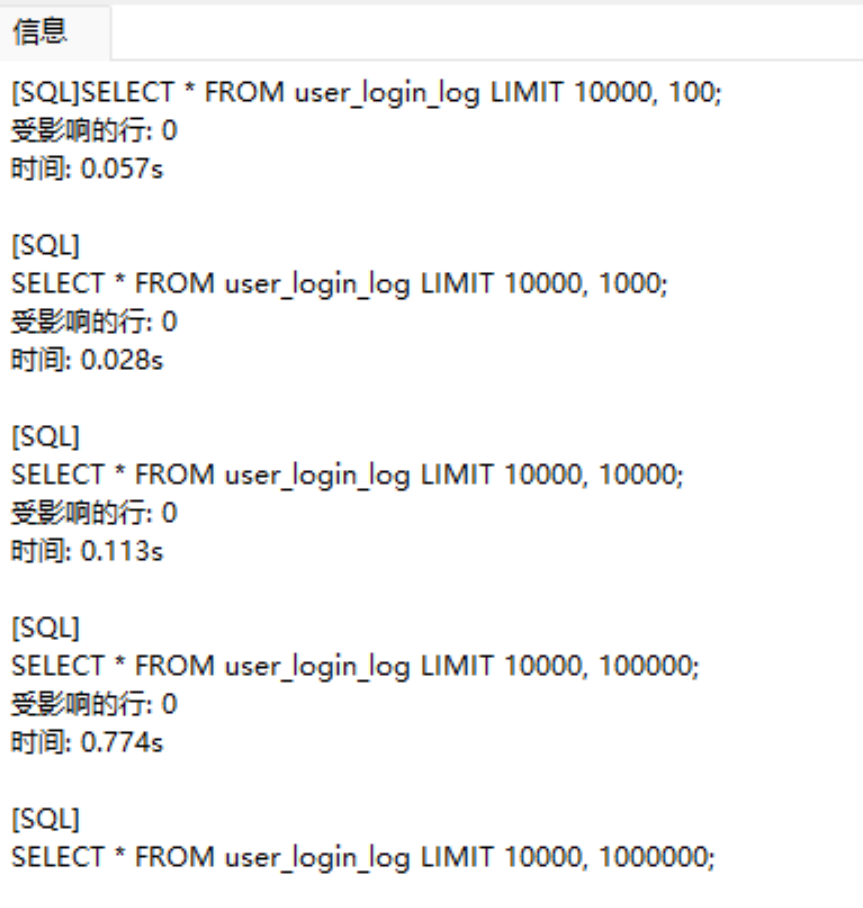 信息
[SQL]SELECT * FROM user_login_log LIMIT 10000, 100;
受影响的行: 0
时间: 0.057s
[SQL]
SELECT * FROM user_login_log LIMIT 10000, 1000;
受影响的行: 0
时间: 0.028s
[SQL]
SELECT * FROM user_login_log LIMIT 10000, 10000;
受影响的行: 0
时间: 0.113s
[SQL]
SELECT * FROM user_login_log LIMIT 10000, 100000;
受影响的行: 0
时间: 0.774s
[SQL]
SELECT * FROM user_login_log LIMIT 10000, 1000000;